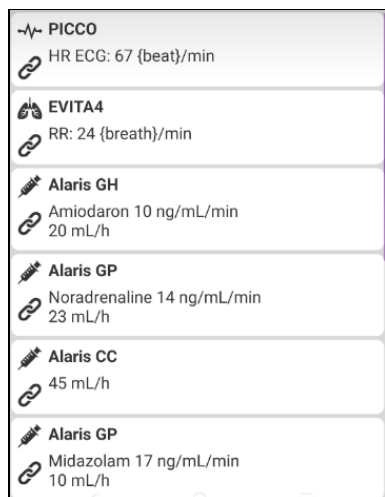 PICCO
HR ECG: 67 {beat}/min
EVITA4
RR: 24 {breath}/min
Alaris GH
Amiodaron 10 ng/mL/min
20 mL/h
Alaris GP
Noradrenaline 14 ng/mL/min
23 mL/h
Alaris CC
45 mL/h
Alaris GP
Midazolam 17 ng/mL/min
10 mL/h